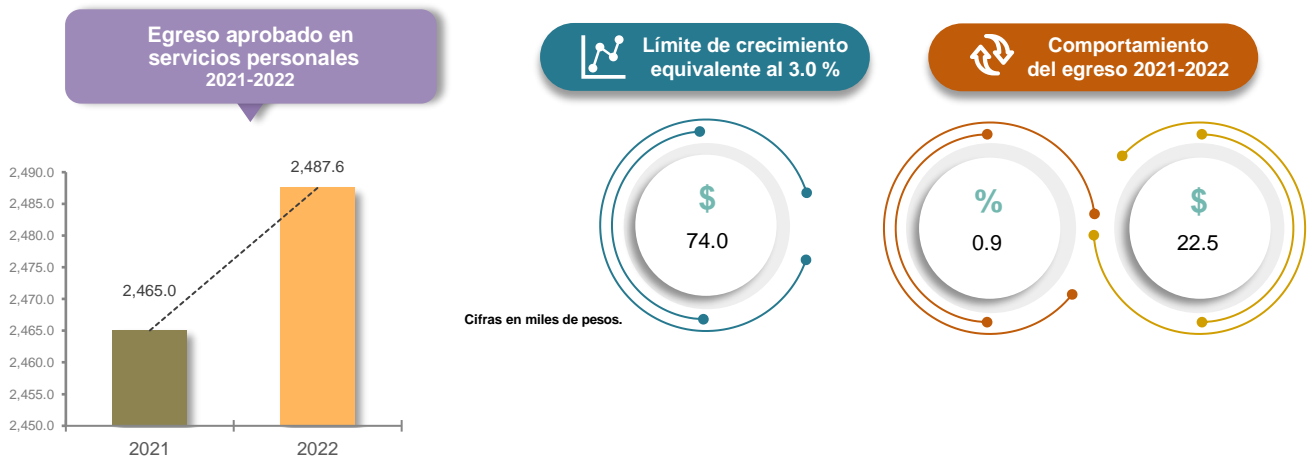 Egreso aprobado en
servicios personales
2021-2022
Límite de crecimiento
equivalente al 3.0 %
Comportamiento
del egreso 2021-2022
2,490.0
2,485.0
2,480.0
2,475.0
2,470.0
2,465.0
2,460.0
2,455.0
2,450.0
2,465.0
2,487.6
2021
2022
$
74.0
%
0.9
$
22.5
Cifras en miles de pesos.